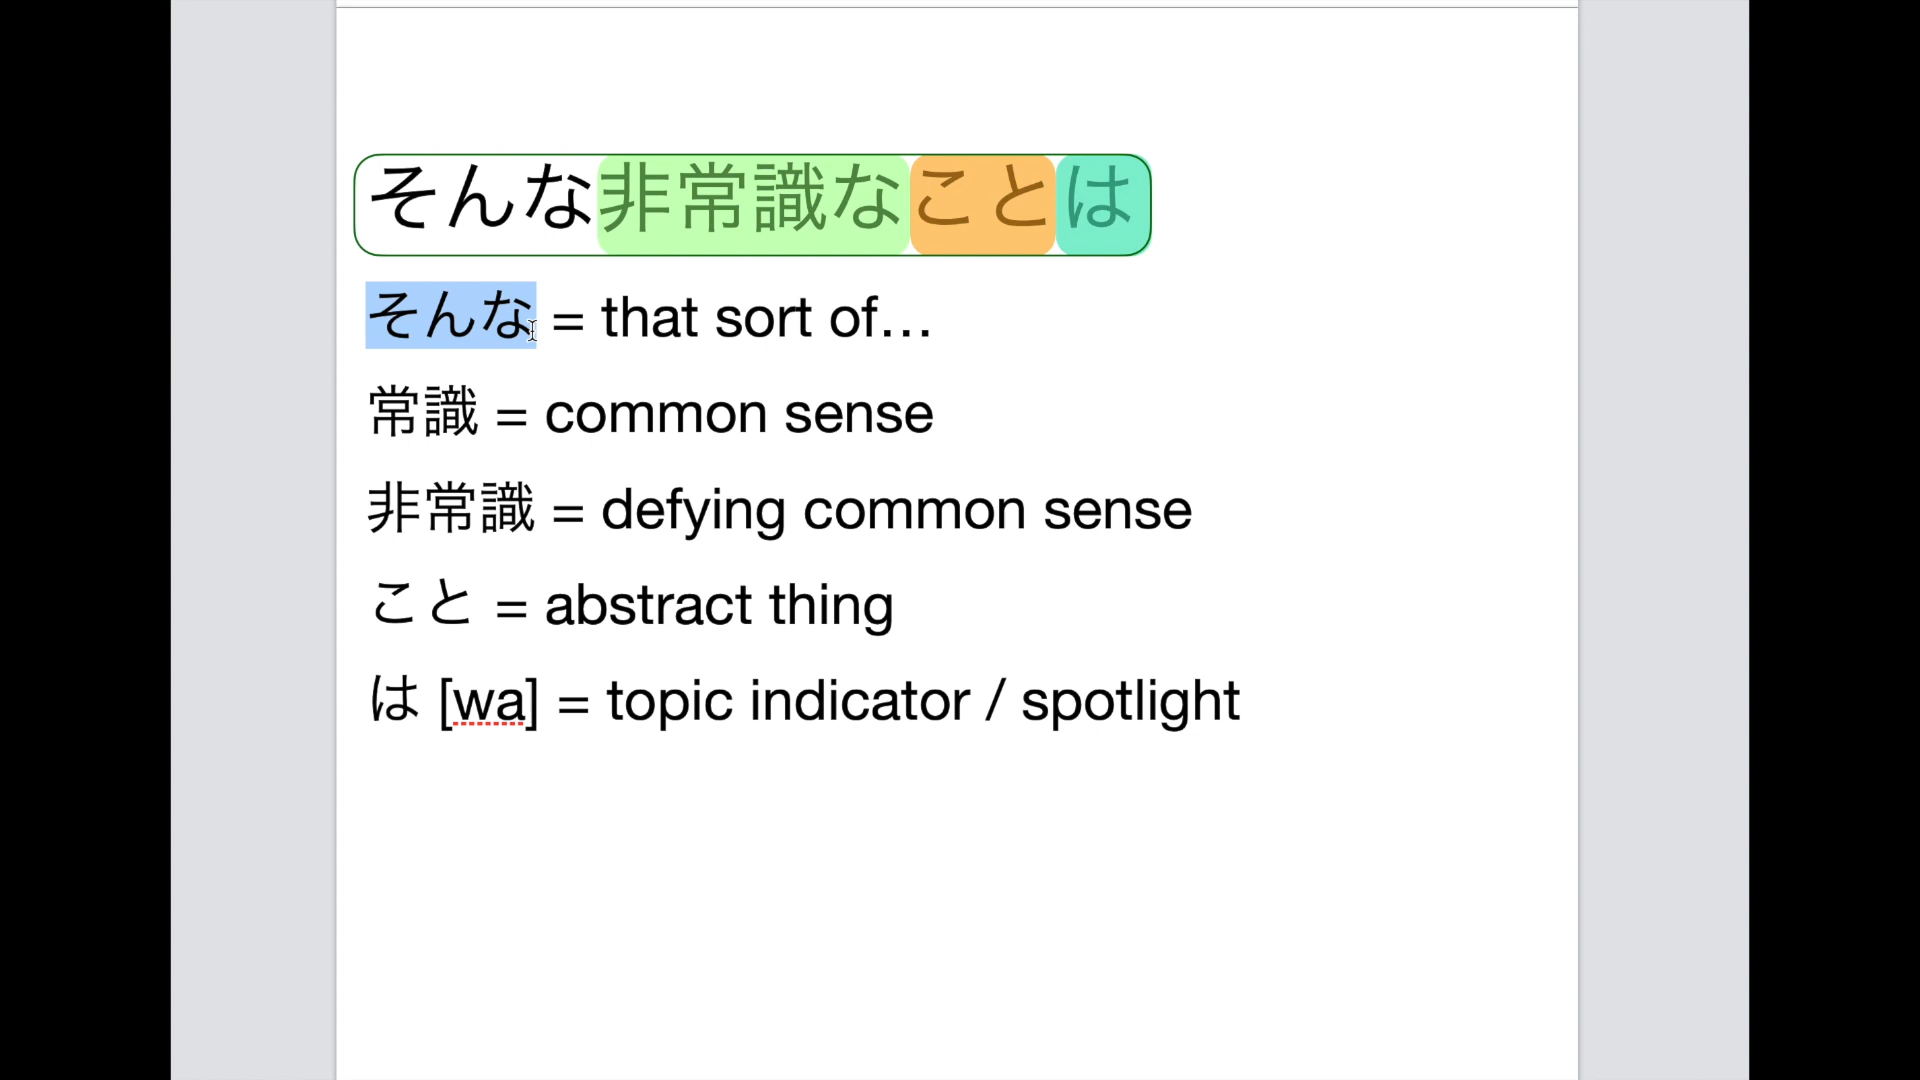 そんな非常識なことは
そんな = that sort of…
常識 = common sense
非常識 = defying common sense
こと = abstract thing
は [wa] = topic indicator / spotlight